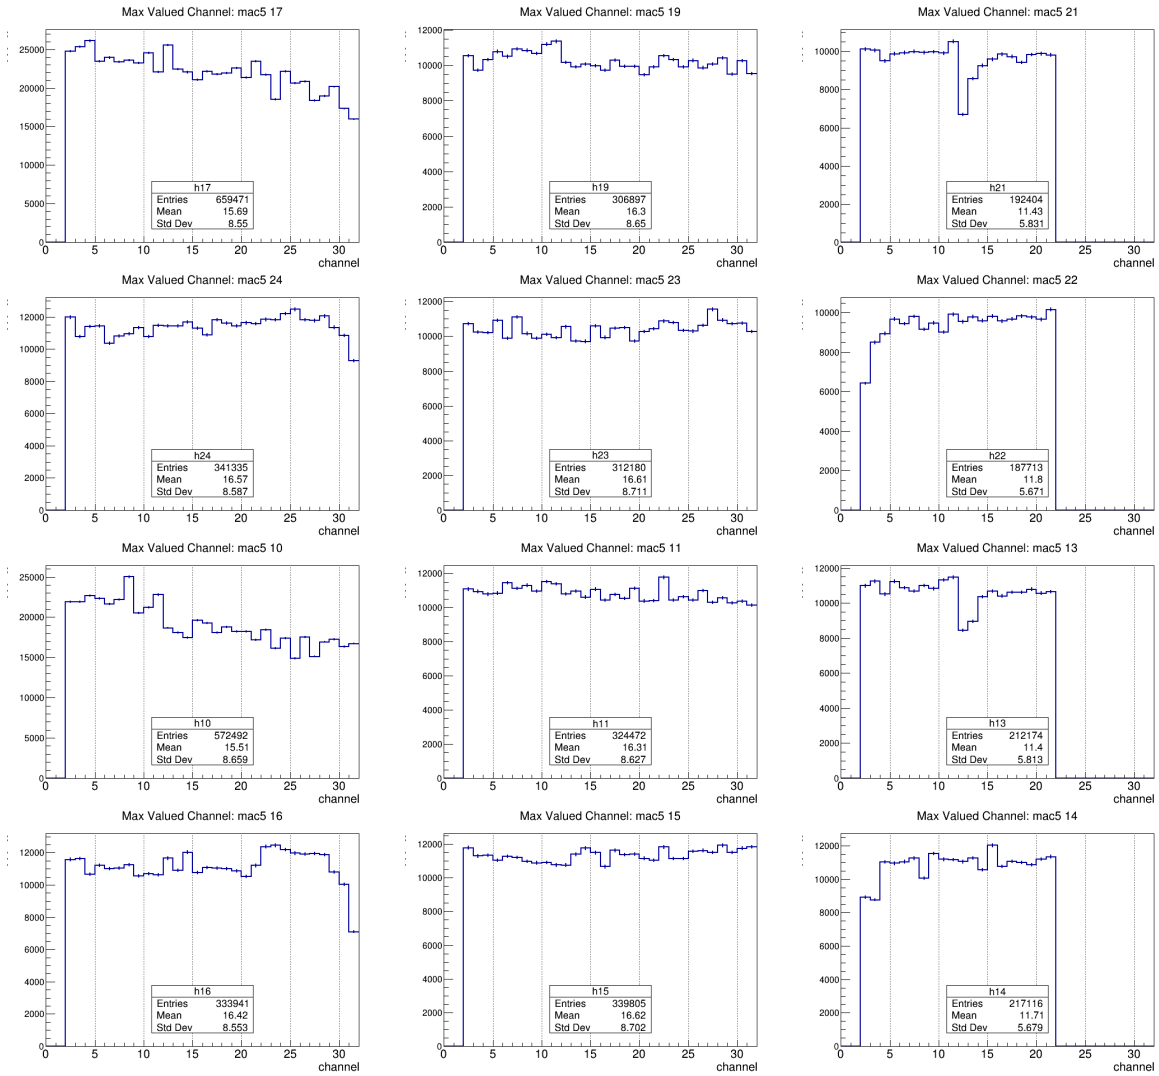 Max Valued Channel: mac5 17
25000
20000
15000
10000
5000
0
h17
Entries 659471
Mean 15.69
Std Dev 8.55
0 5 10 15 20 25 30
channel
Max Valued Channel: mac5 19
12000
10000
8000
6000
4000
2000
0
h19
Entries 306897
Mean 16.3
Std Dev 8.65
0 5 10 15 20 25 30
channel
Max Valued Channel: mac5 21
10000
8000
6000
4000
2000
0
h21
Entries 192404
Mean 11.43
Std Dev 5.831
0 5 10 15 20 25 30
channel
Max Valued Channel: mac5 24
12000
10000
8000
6000
4000
2000
0
h24
Entries 341335
Mean 16.57
Std Dev 8.587
0 5 10 15 20 25 30
channel
Max Valued Channel: mac5 23
12000
10000
8000
6000
4000
2000
0
h23
Entries 312180
Mean 16.61
Std Dev 8.711
0 5 10 15 20 25 30
channel
Max Valued Channel: mac5 22
10000
8000
6000
4000
2000
0
h22
Entries 187713
Mean 11.8
Std Dev 5.671
0 5 10 15 20 25 30
channel
Max Valued Channel: mac5 10
25000
20000
15000
10000
5000
0
h10
Entries 572492
Mean 15.51
Std Dev 8.659
0 5 10 15 20 25 30
channel
Max Valued Channel: mac5 11
12000
10000
8000
6000
4000
2000
0
h11
Entries 324472
Mean 16.31
Std Dev 8.627
0 5 10 15 20 25 30
channel
Max Valued Channel: mac5 13
12000
10000
8000
6000
4000
2000
0
h13
Entries 212174
Mean 11.4
Std Dev 5.813
0 5 10 15 20 25 30
channel
Max Valued Channel: mac5 16
12000
10000
8000
6000
4000
2000
0
h16
Entries 333941
Mean 16.42
Std Dev 8.553
0 5 10 15 20 25 30
channel
Max Valued Channel: mac5 15
12000
10000
8000
6000
4000
2000
0
h15
Entries 339805
Mean 16.62
Std Dev 8.702
0 5 10 15 20 25 30
channel
Max Valued Channel: mac5 14
12000
10000
8000
6000
4000
2000
0
h14
Entries 217116
Mean 11.71
Std Dev 5.679
0 5 10 15 20 25 30
channel